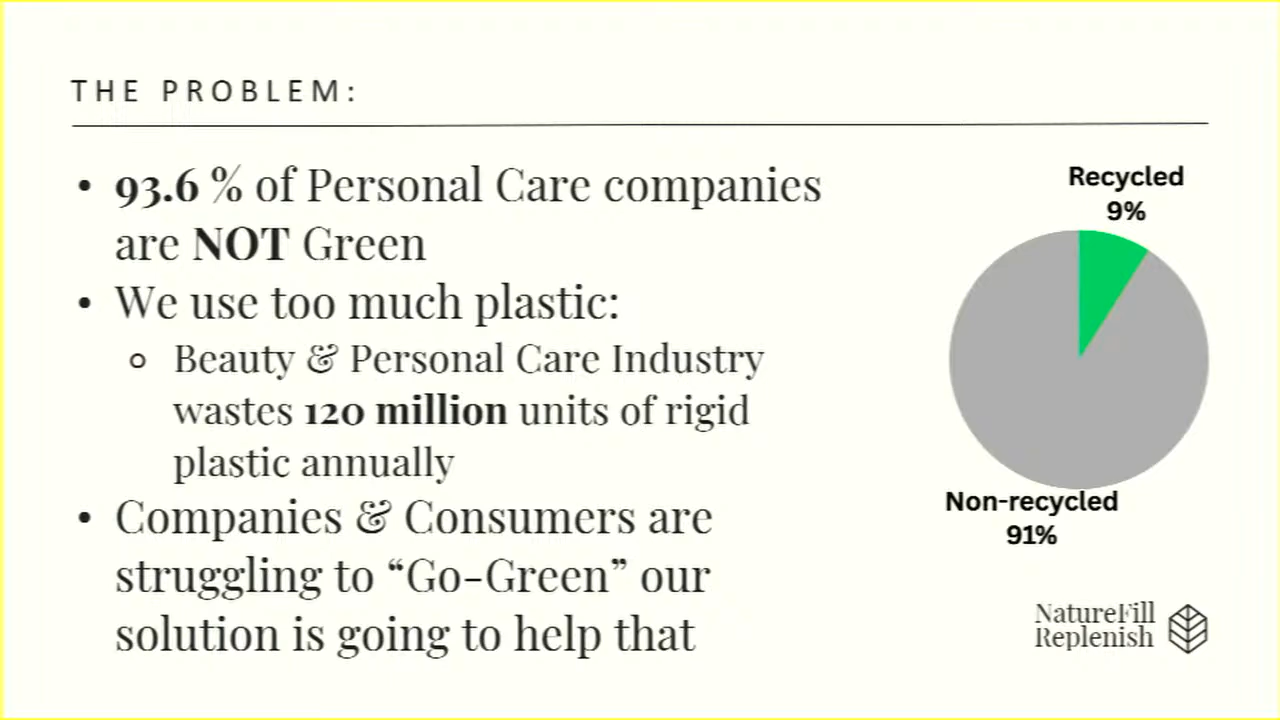 THE PROBLEM:
• 93.6 % of Personal Care companies
are NOT Green
• We use too much plastic:
○ Beauty & Personal Care Industry
wastes 120 million units of rigid
plastic annually
• Companies & Consumers are
struggling to “Go-Green” our
solution is going to help that
Recycled
9%
Non-recycled
91%
NatureFill
Replenish